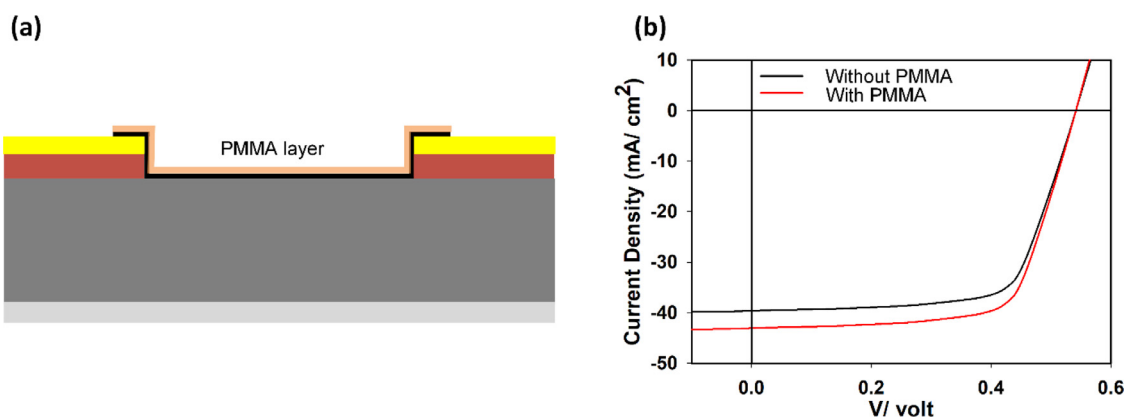 (a)
PMMA layer
(b)
Without PMMA
With PMMA
Current Density (mA/ cm²)
10
0
-10
-20
-30
-40
-50
0.0 0.2 0.4 0.6
V/ volt